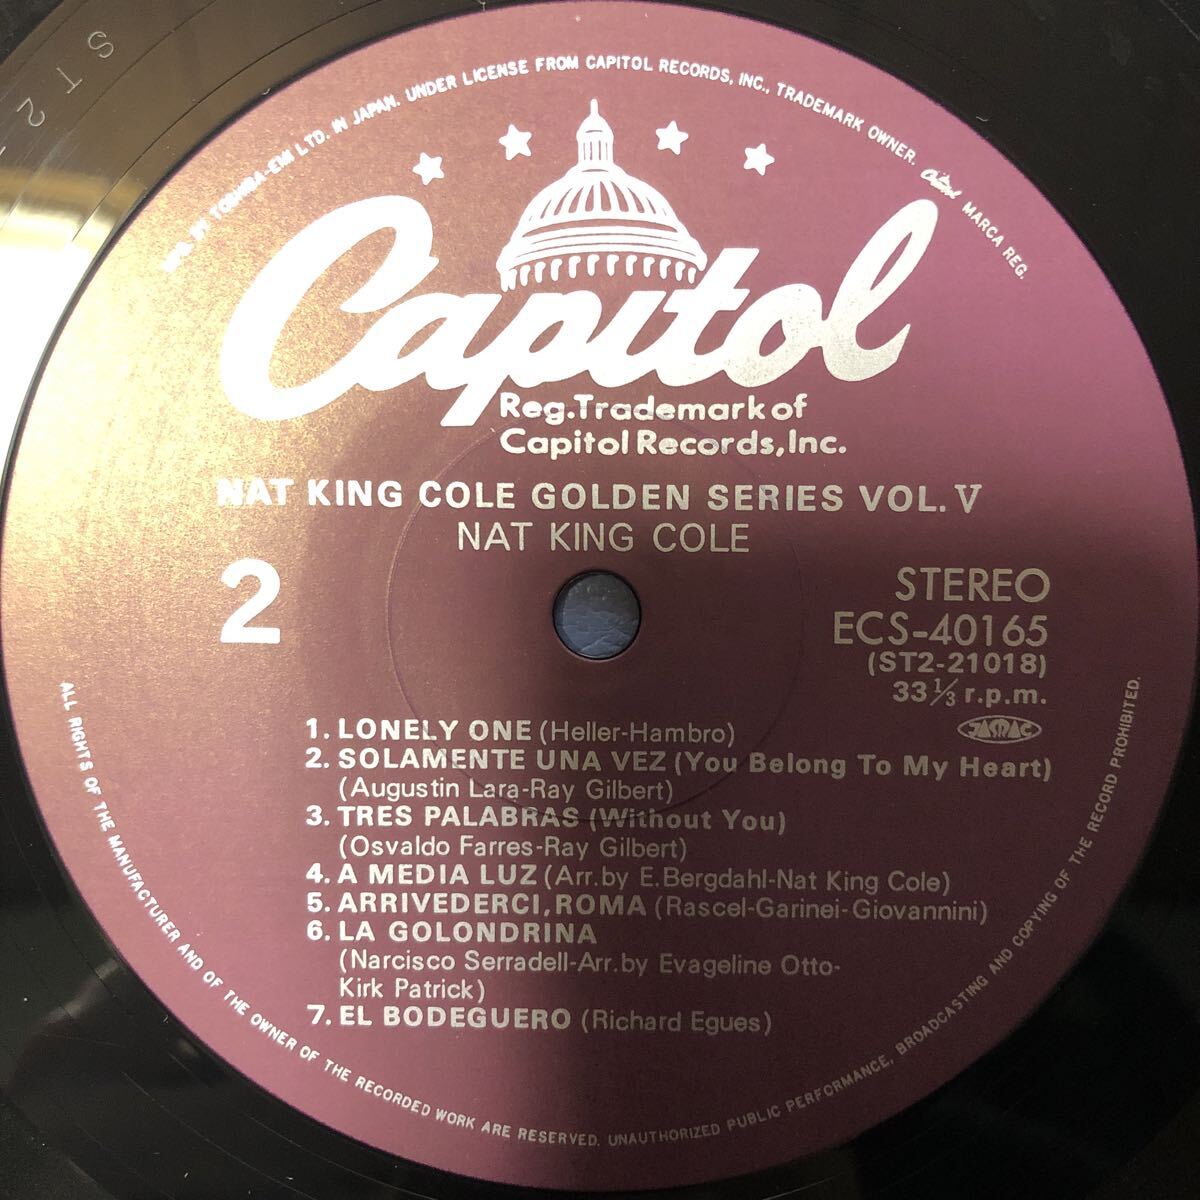 MFD. BY TOSHIBA-EMI LTD. IN JAPAN. UNDER LICENSE FROM CAPITOL RECORDS, INC., TRADEMARK OWNER. Capitol MARCA REG.
Capitol
Reg.Trademark of
Capitol Records,Inc.
NAT KING COLE GOLDEN SERIES VOL. V
NAT KING COLE
2
STEREO
ECS-40165
(ST2-21018)
33 1/3 r.p.m.
JASRAC
1. LONELY ONE (Heller-Hambro)
2. SOLAMENTE UNA VEZ (You Belong To My Heart)
(Augustin Lara-Ray Gilbert)
3. TRES PALABRAS (Without You)
(Osvaldo Farres-Ray Gilbert)
4. A MEDIA LUZ (Arr.by E.Bergdahl-Nat King Cole)
5. ARRIVEDERCI, ROMA (Rascel-Garinei-Giovannini)
6. LA GOLONDRINA
(Narcisco Serradell-Arr.by Evageline Otto-
Kirk Patrick)
7. EL BODEGUERO (Richard Egues)
ALL RIGHTS OF THE MANUFACTURER AND OF THE OWNER OF THE RECORDED WORK ARE RESERVED. UNAUTHORIZED PUBLIC PERFORMANCE, BROADCASTING AND COPYING OF THE RECORD PROHIBITED.
ST2